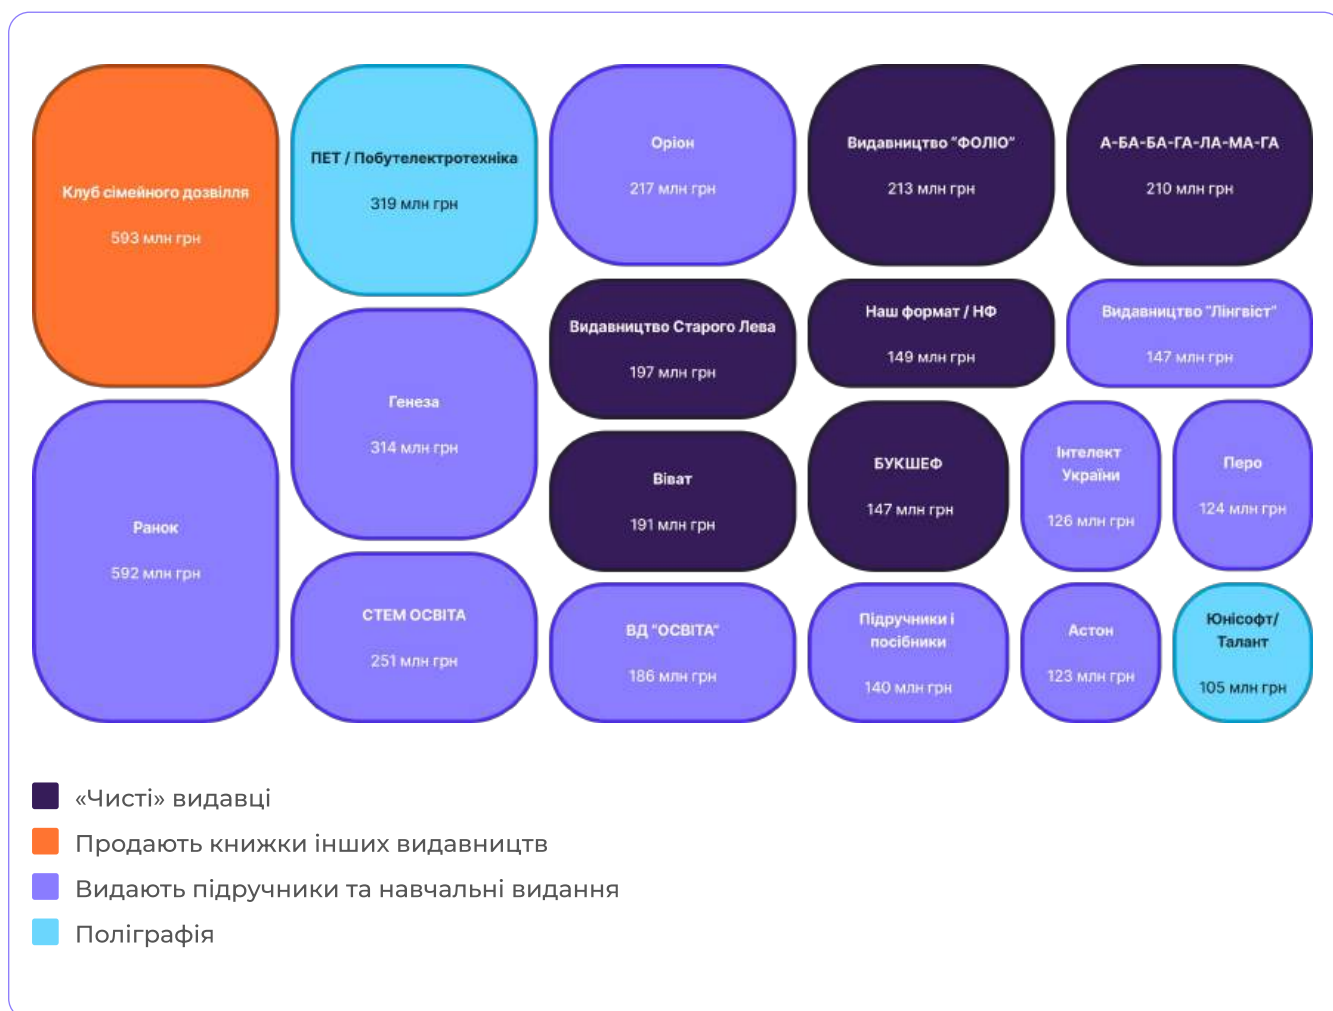 Клуб сімейного дозвілля
593 млн грн
Ранок
592 млн грн
ПЕТ / Побутелектротехніка
319 млн грн
Генеза
314 млн грн
СТЕМ ОСВІТА
251 млн грн
Оріон
217 млн грн
Видавництво "ФОЛІО"
213 млн грн
А-БА-БА-ГА-ЛА-МА-ГА
210 млн грн
Видавництво Старого Лева
197 млн грн
Віват
191 млн грн
ВД "ОСВІТА"
186 млн грн
Наш формат / НФ
149 млн грн
Видавництво "Лінгвіст"
147 млн грн
БУКШЕФ
147 млн грн
Підручники і
посібники
140 млн грн
Інтелект
України
126 млн грн
Перо
124 млн грн
Астон
123 млн грн
Юнісофт/
Талант
105 млн грн
«Чисті» видавці
Продають книжки інших видавництв
Видають підручники та навчальні видання
Поліграфія